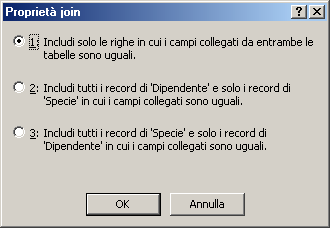 Proprietà join
1: Includi solo le righe in cui i campi collegati da entrambe le
tabelle sono uguali.
2: Includi tutti i record di 'Dipendente' e solo i record di
'Specie' in cui i campi collegati sono uguali.
3: Includi tutti i record di 'Specie' e solo i record di
'Dipendente' in cui i campi collegati sono uguali.
OK Annulla